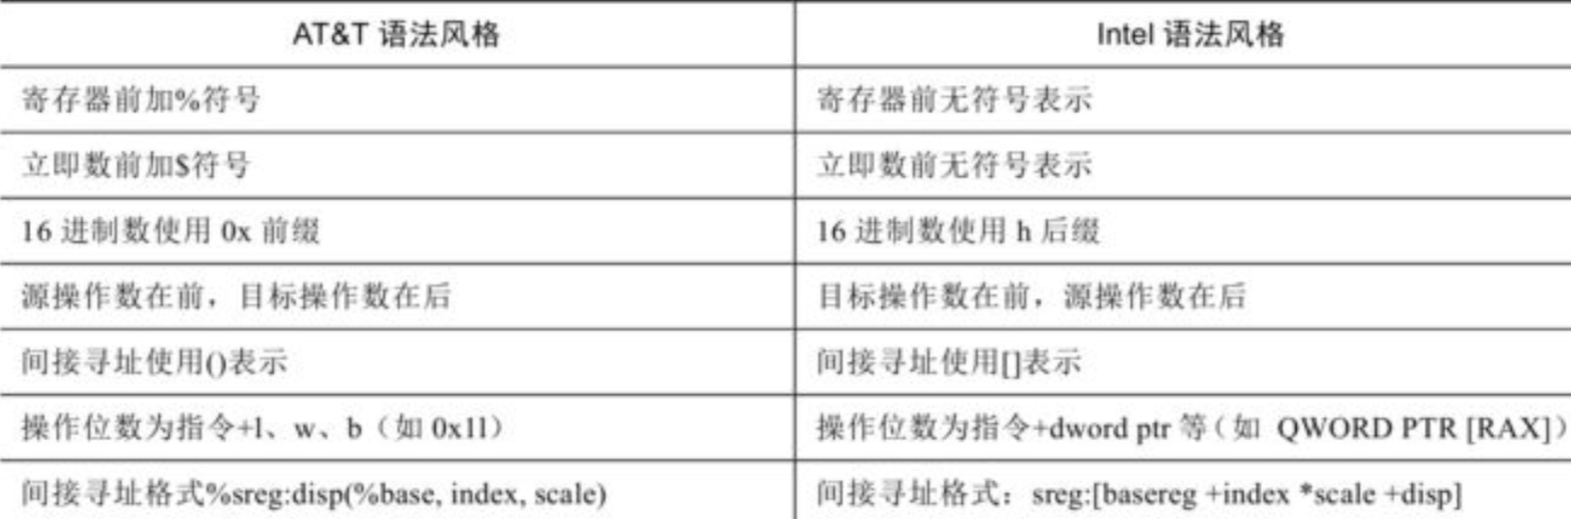 AT&T 语法风格 Intel 语法风格
寄存器前加%符号 寄存器前无符号表示
立即数前加$符号 立即数前无符号表示
16 进制数使用 0x 前缀 16 进制数使用 h 后缀
源操作数在前，目标操作数在后 目标操作数在前，源操作数在后
间接寻址使用()表示 间接寻址使用[]表示
操作位数为指令+l、w、b（如 0x1l） 操作位数为指令+dword ptr 等（如 QWORD PTR [RAX]）
间接寻址格式%sreg:disp(%base, index, scale) 间接寻址格式：sreg:[basereg +index *scale +disp]